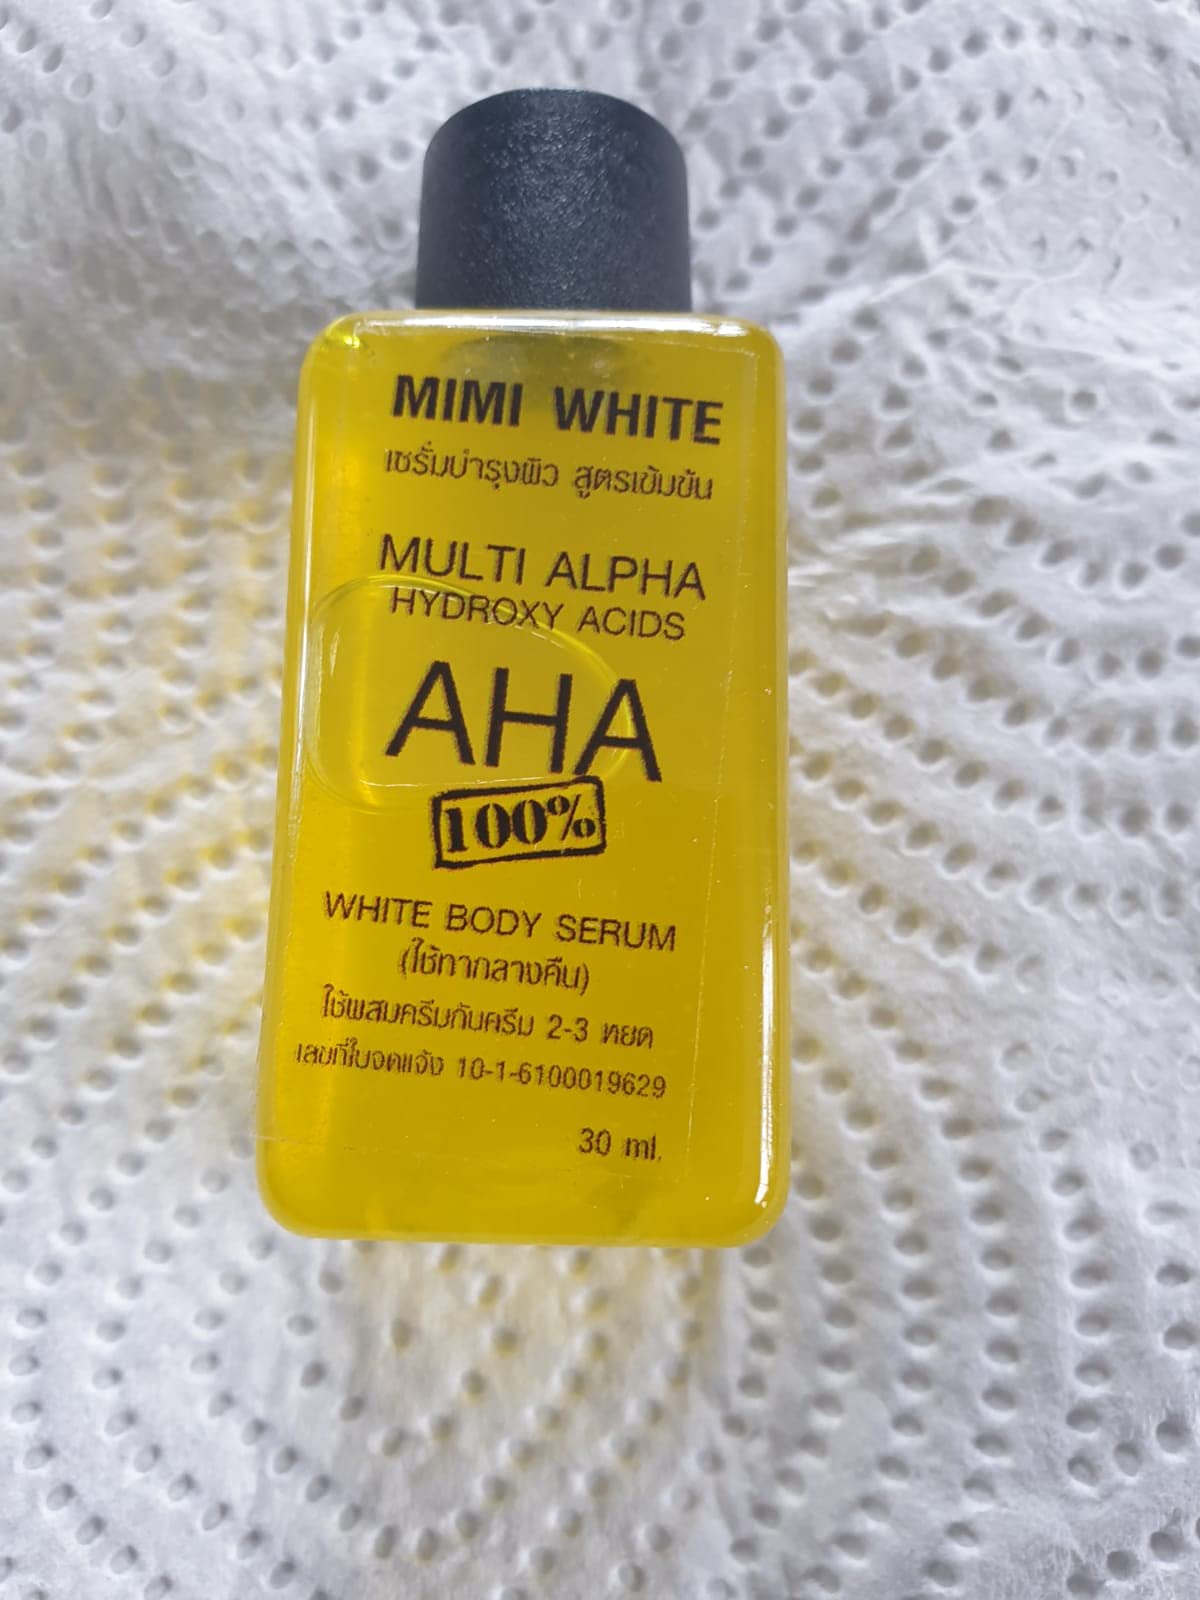 MIMI WHITE
เซรั่มบำรุงผิว สูตรเข้มข้น
MULTI ALPHA
HYDROXY ACIDS
AHA
100%
WHITE BODY SERUM
(ใช้ทากลางคืน)
ใช้ผสมครีมกันครีม 2-3 หยด
เลขที่ใบจดแจ้ง 10-1-6100019629
30 ml.